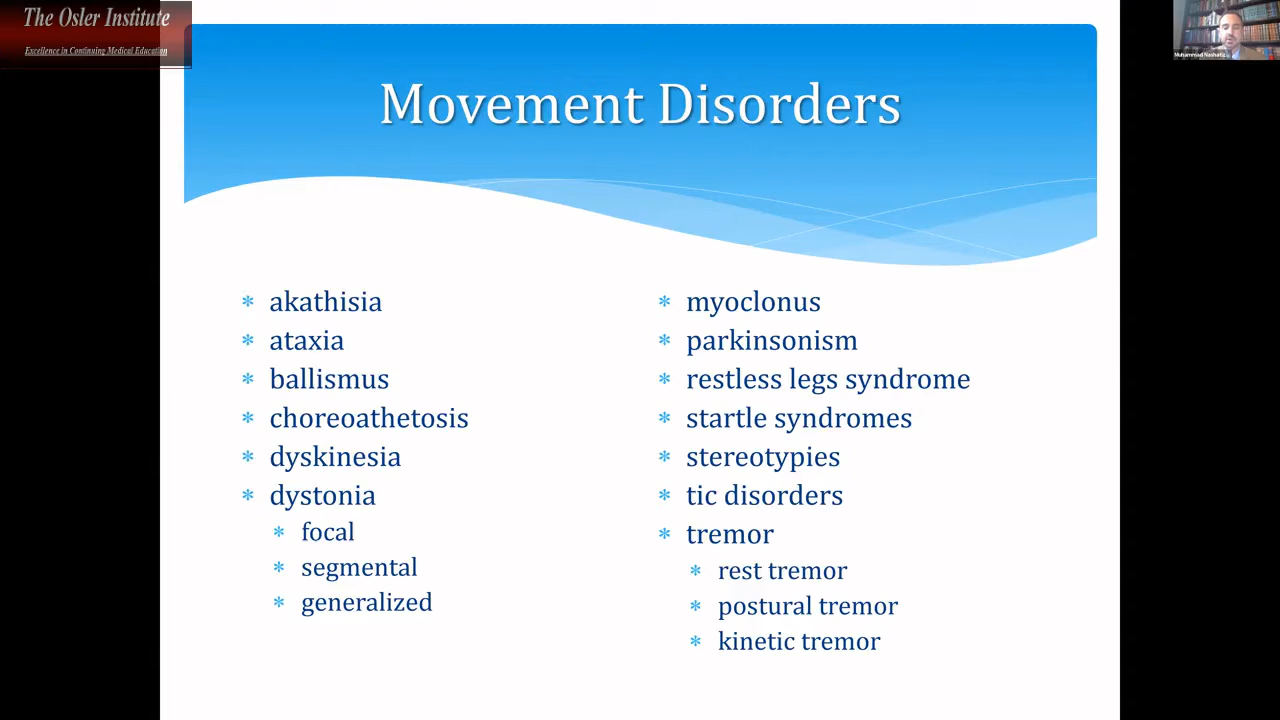 The Osler Institute
Excellence in Continuing Medical Education
Muhammad
Movement Disorders
* akathisia
* ataxia
* ballismus
* choreoathetosis
* dyskinesia
* dystonia
* focal
* segmental
* generalized
* myoclonus
* parkinsonism
* restless legs syndrome
* startle syndromes
* stereotypies
* tic disorders
* tremor
* rest tremor
* postural tremor
* kinetic tremor